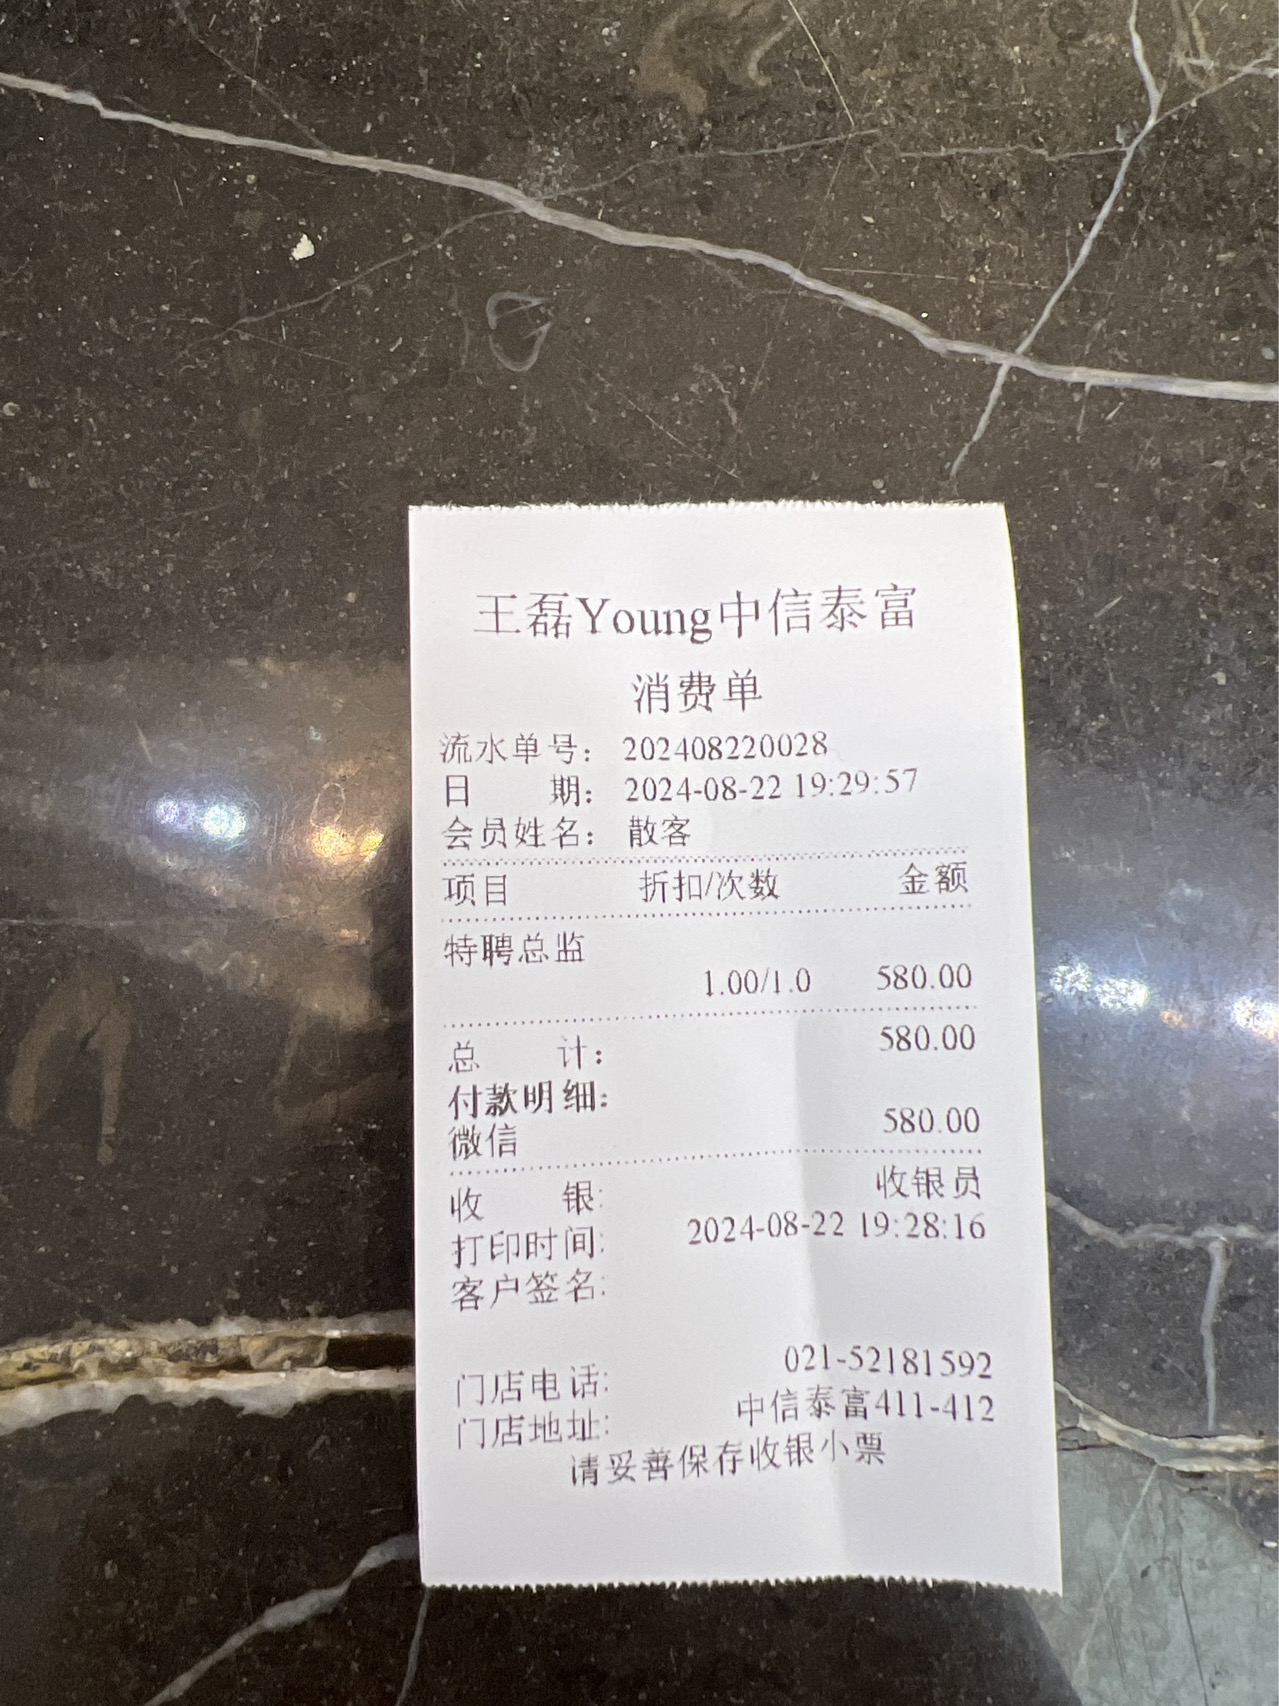 王磊Young中信泰富
消费单
流水单号： 202408220028
日 期： 2024-08-22 19:29:57
会员姓名： 散客
项目 折扣/次数 金额
特聘总监
1.00/1.0 580.00
总 计： 580.00
付款明细：
微信 580.00
收 银: 收银员
打印时间: 2024-08-22 19:28:16
客户签名:
门店电话: 021-52181592
门店地址: 中信泰富411-412
请妥善保存收银小票